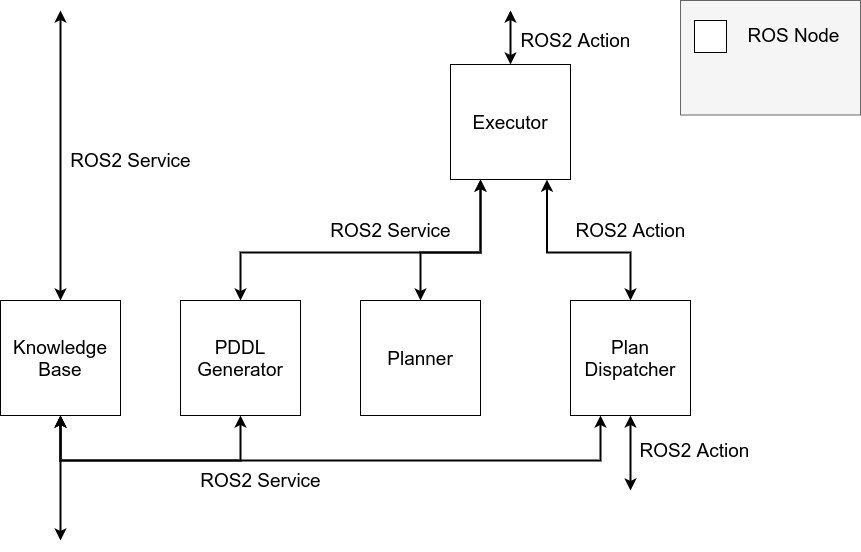 ROS2 Action
ROS Node
Executor
ROS2 Service
ROS2 Service
ROS2 Action
Knowledge
Base
PDDL
Generator
Planner
Plan
Dispatcher
ROS2 Action
ROS2 Service